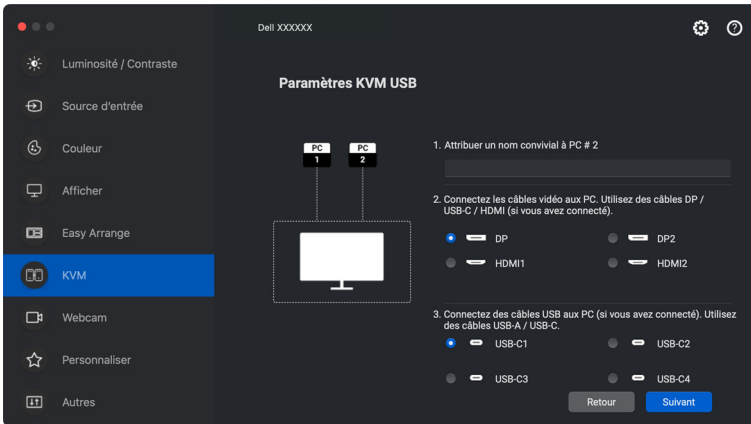 Dell XXXXXX
Luminosité / Contraste
Source d'entrée
Couleur
Afficher
Easy Arrange
KVM
Webcam
Personnaliser
Autres
Paramètres KVM USB
PC
1
PC
2
1. Attribuer un nom convivial à PC # 2
2. Connectez les câbles vidéo aux PC. Utilisez des câbles DP /
USB-C / HDMI (si vous avez connecté).
DP
DP2
HDMI1
HDMI2
3. Connectez des câbles USB aux PC (si vous avez connecté). Utilisez
des câbles USB-A / USB-C.
USB-C1
USB-C2
USB-C3
USB-C4
Retour
Suivant